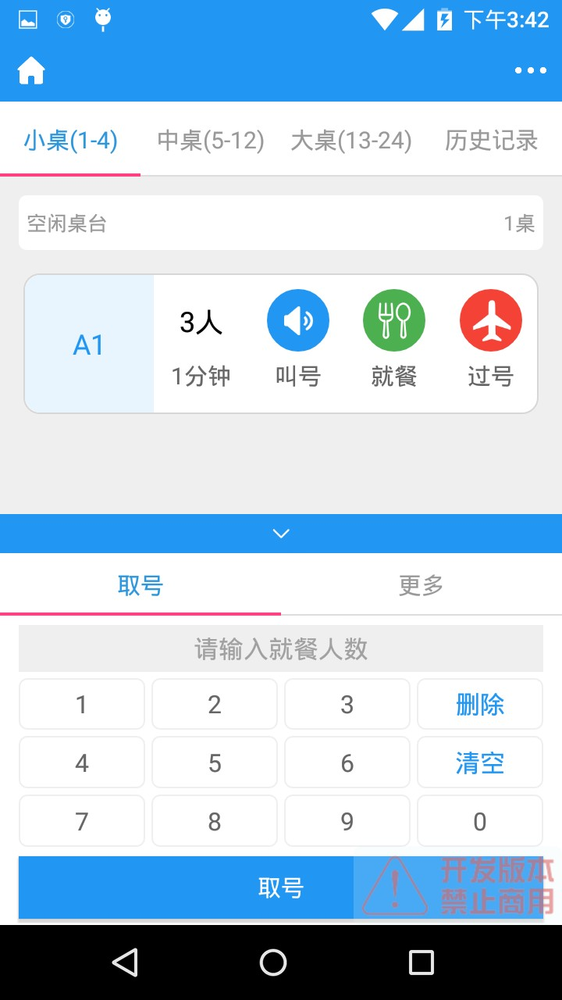 下午3:42
小桌(1-4) 中桌(5-12) 大桌(13-24) 历史记录
空闲桌台 1桌
A1
3人
1分钟 叫号 就餐 过号
取号 更多
请输入就餐人数
1 2 3 删除
4 5 6 清空
7 8 9 0
取号
开发版本
禁止商用